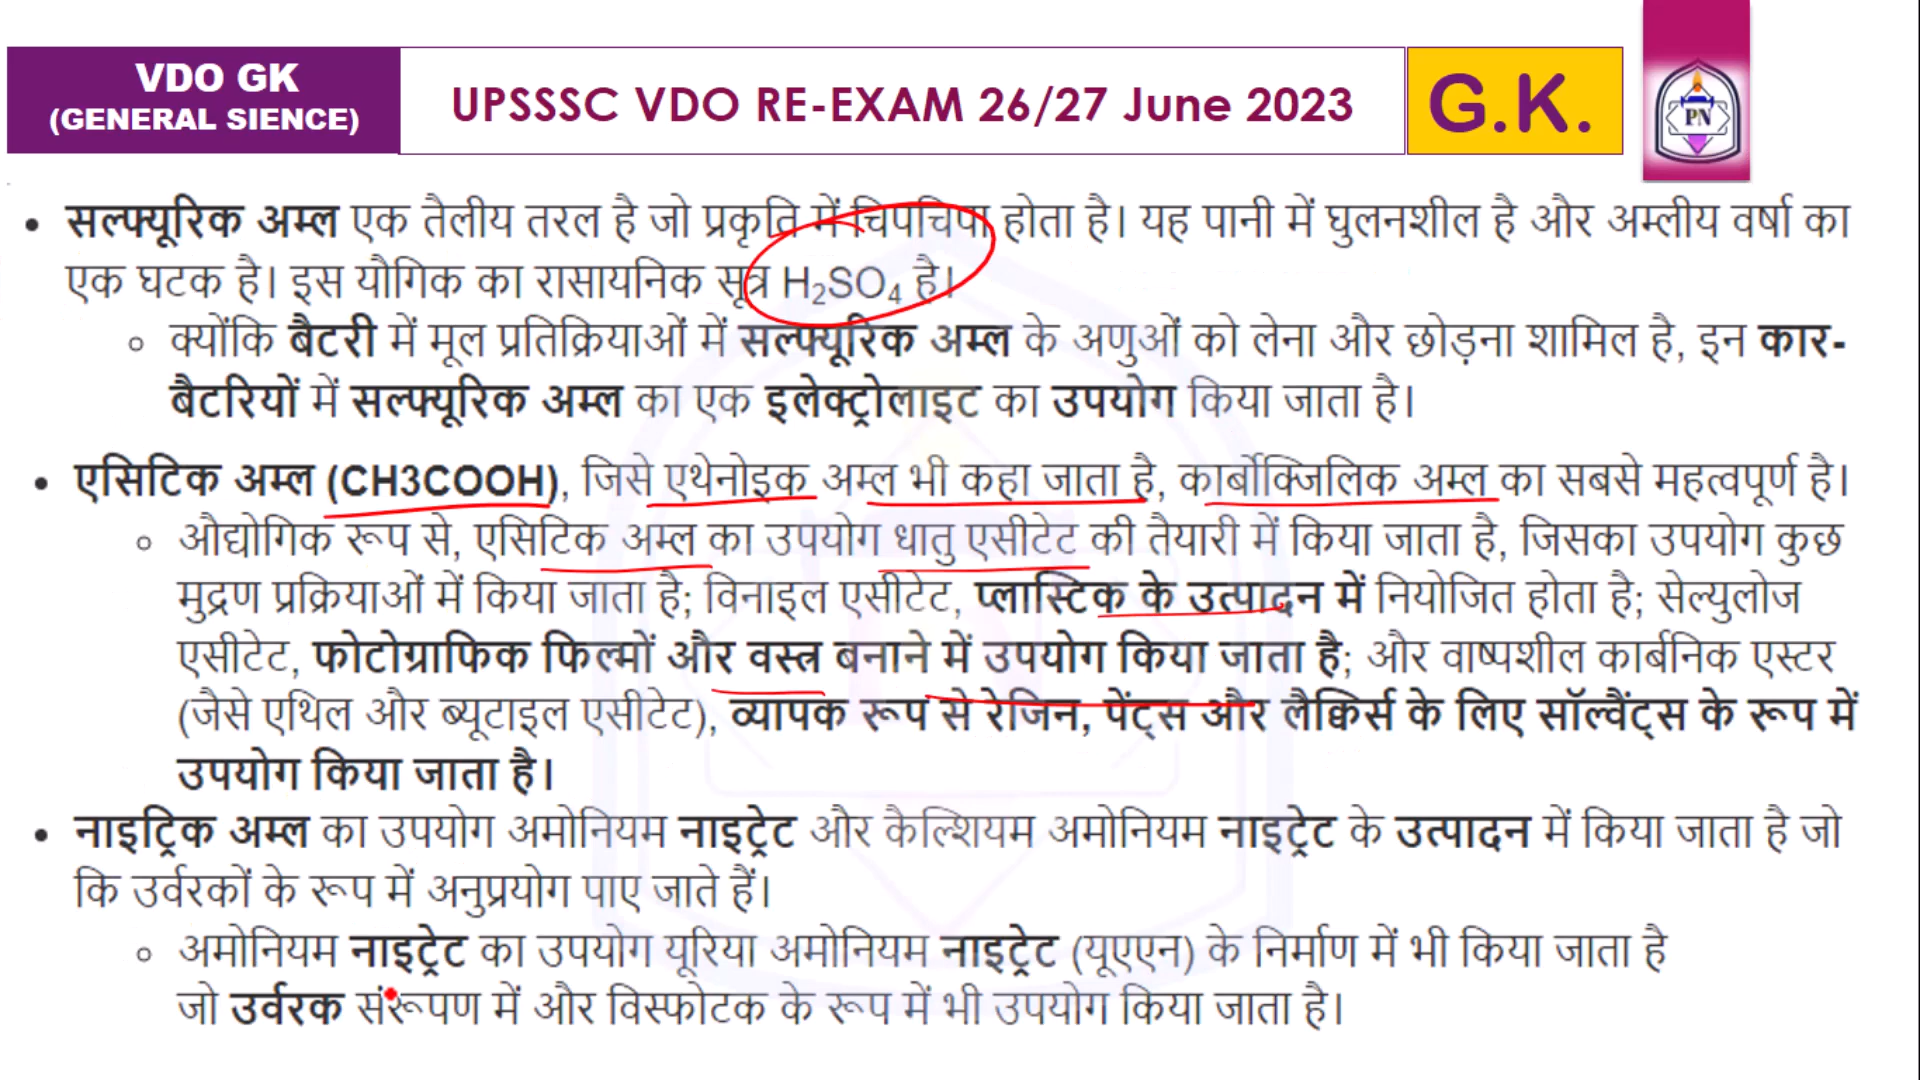 VDO GK
(GENERAL SIENCE)
UPSSSC VDO RE-EXAM 26/27 June 2023
G.K.
PN
• सल्फ्यूरिक अम्ल एक तैलीय तरल है जो प्रकृति में चिपचिपा होता है। यह पानी में घुलनशील है और अम्लीय वर्षा का
एक घटक है। इस यौगिक का रासायनिक सूत्र H₂SO₄ है।
◦ क्योंकि बैटरी में मूल प्रतिक्रियाओं में सल्फ्यूरिक अम्ल के अणुओं को लेना और छोड़ना शामिल है, इन कार-
बैटरियों में सल्फ्यूरिक अम्ल का एक इलेक्ट्रोलाइट का उपयोग किया जाता है।
• एसिटिक अम्ल (CH3COOH), जिसे एथेनोइक अम्ल भी कहा जाता है, कार्बोक्जिलिक अम्ल का सबसे महत्वपूर्ण है।
◦ औद्योगिक रूप से, एसिटिक अम्ल का उपयोग धातु एसीटेट की तैयारी में किया जाता है, जिसका उपयोग कुछ
मुद्रण प्रक्रियाओं में किया जाता है; विनाइल एसीटेट, प्लास्टिक के उत्पादन में नियोजित होता है; सेल्युलोज
एसीटेट, फोटोग्राफिक फिल्मों और वस्त्र बनाने में उपयोग किया जाता है; और वाष्पशील कार्बनिक एस्टर
(जैसे एथिल और ब्यूटाइल एसीटेट), व्यापक रूप से रेजिन, पेंट्स और लैक्विर्स के लिए सॉल्वैंट्स के रूप में
उपयोग किया जाता है।
• नाइट्रिक अम्ल का उपयोग अमोनियम नाइट्रेट और कैल्शियम अमोनियम नाइट्रेट के उत्पादन में किया जाता है जो
कि उर्वरकों के रूप में अनुप्रयोग पाए जाते हैं।
◦ अमोनियम नाइट्रेट का उपयोग यूरिया अमोनियम नाइट्रेट (यूएएन) के निर्माण में भी किया जाता है
जो उर्वरक संरूपण में और विस्फोटक के रूप में भी उपयोग किया जाता है।